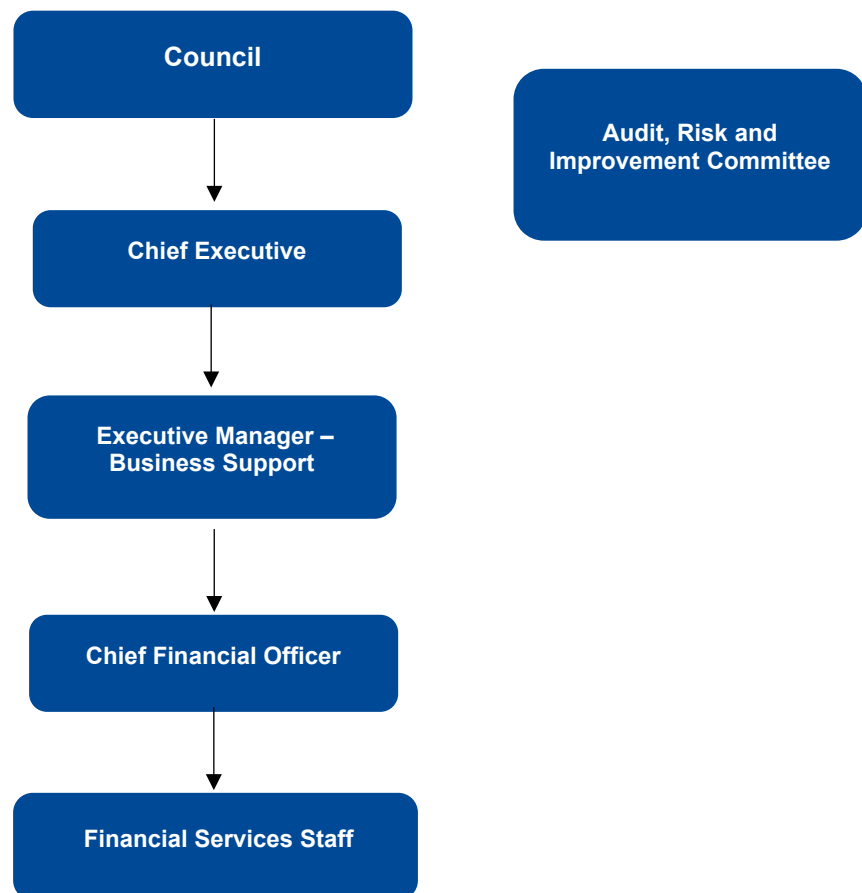 Council
Audit, Risk and
Improvement Committee
Chief Executive
Executive Manager –
Business Support
Chief Financial Officer
Financial Services Staff